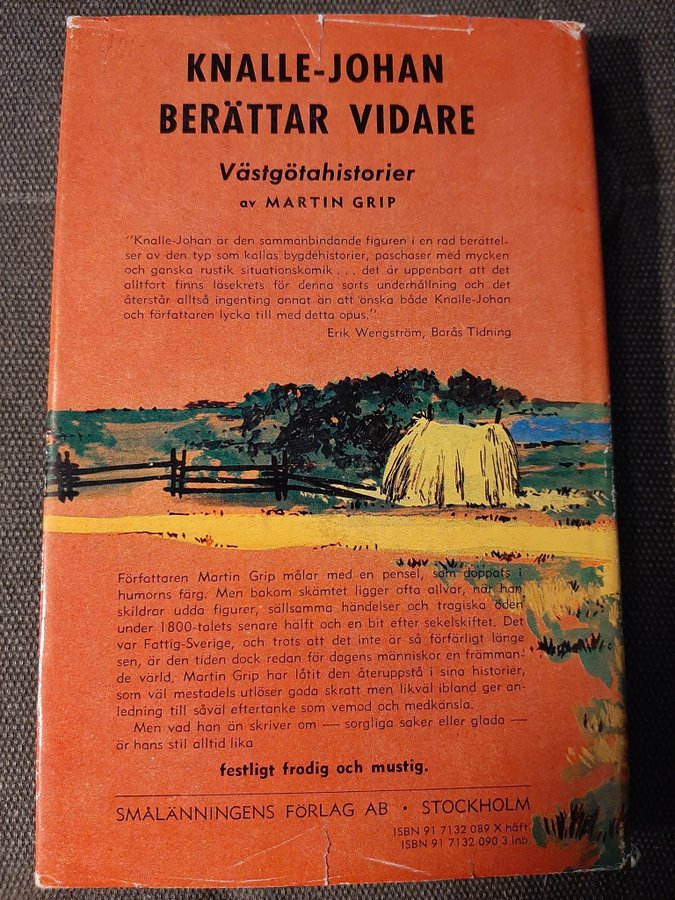 KNALLE-JOHAN
BERÄTTAR VIDARE
Västgötahistorier
av MARTIN GRIP
"Knalle-Johan är den sammanbindande figuren i en rad berättel-
ser av den typ som kallas bygdehistorier, paschaser med mycken
och ganska rustik situationskomik . . . det är uppenbart att det
alltfort finns läsekrets för denna sorts underhållning och det
återstår alltså ingenting annat än att önska både Knalle-Johan
och författaren lycka till med detta opus."
Erik Wengström, Borås Tidning
Författaren Martin Grip målar med en pensel, som doppats i
humorns färg. Men bakom skämtet ligger ofta allvar, när han
skildrar udda figurer, sällsamma händelser och tragiska öden
under 1800-talets senare hälft och en bit efter sekelskiftet. Det
var Fattig-Sverige, och trots att det inte är så förfärligt länge
sen, är den tiden dock redan för dagens människor en främman-
de värld. Martin Grip har låtit den återuppstå i sina historier,
som väl mestadels utlöser goda skratt men likväl ibland ger an-
ledning till såväl eftertanke som vemod och medkänsla.
Men vad han än skriver om — sorgliga saker eller glada —
är hans stil alltid lika
festligt frodig och mustig.
SMÅLÄNNINGENS FÖRLAG AB • STOCKHOLM
ISBN 91 7132 089 X häft.
ISBN 91 7132 090 3 inb.